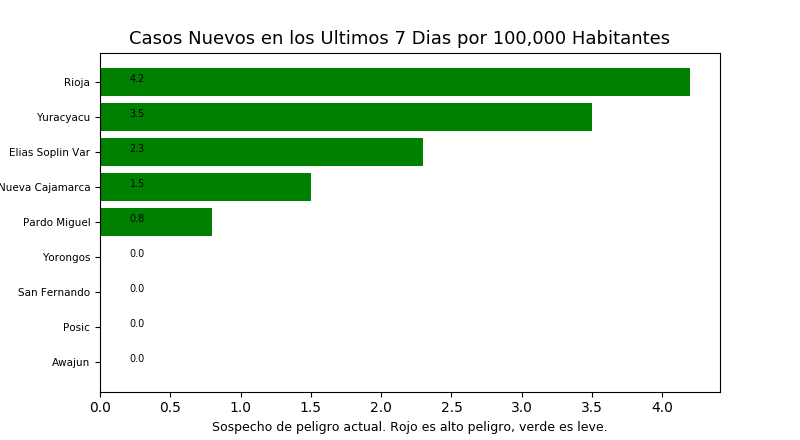 Casos Nuevos en los Ultimos 7 Dias por 100,000 Habitantes
Rioja 4.2
Yuracyacu 3.5
Elias Soplin Var 2.3
Nueva Cajamarca 1.5
Pardo Miguel 0.8
Yorongos 0.0
San Fernando 0.0
Posic 0.0
Awajun 0.0
0.0 0.5 1.0 1.5 2.0 2.5 3.0 3.5 4.0
Sospecho de peligro actual. Rojo es alto peligro, verde es leve.